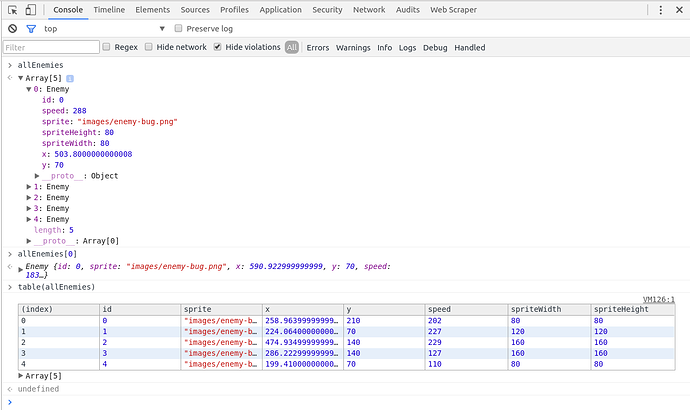 Console Timeline Elements Sources Profiles Application Security Network Audits Web Scraper
top Preserve log
Filter Regex Hide network Hide violations All Errors Warnings Info Logs Debug Handled
allEnemies
Array[5] i
0: Enemy
id: 0
speed: 288
sprite: "images/enemy-bug.png"
spriteHeight: 80
spriteWidth: 80
x: 503.8000000000008
y: 70
__proto__: Object
1: Enemy
2: Enemy
3: Enemy
4: Enemy
length: 5
__proto__: Array[0]
allEnemies[0]
Enemy {id: 0, sprite: "images/enemy-bug.png", x: 590.922999999999, y: 70, speed:
183…}
table(allEnemies)
VM126:1
(index) id sprite x y speed spriteWidth spriteHeight
0 0 "images/enemy-b… 258.96399999999… 210 202 80 80
1 1 "images/enemy-b… 224.06400000000… 70 227 120 120
2 2 "images/enemy-b… 474.93499999999… 140 229 160 160
3 3 "images/enemy-b… 286.22299999999… 140 127 160 160
4 4 "images/enemy-b… 199.41000000000… 70 110 80 80
Array[5]
undefined